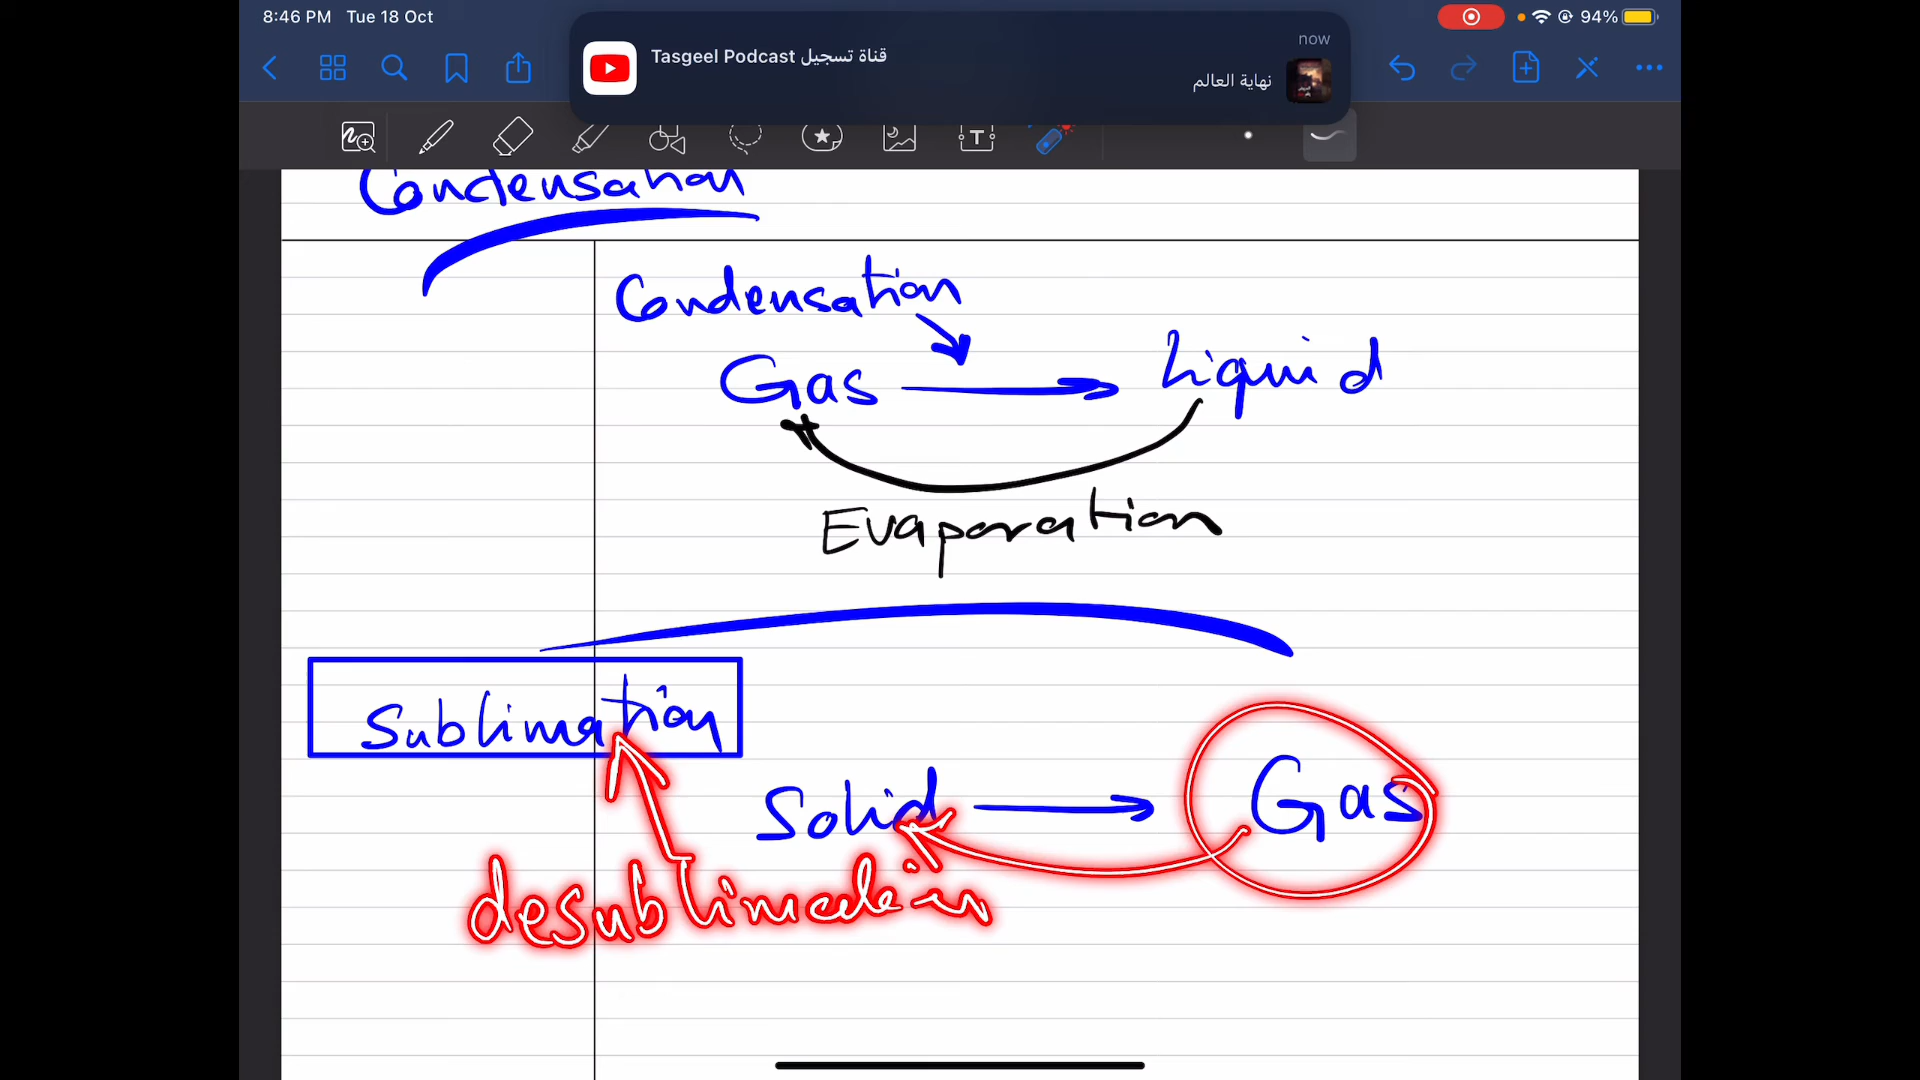 8:46 PM Tue 18 Oct
94%
Tasgeel Podcast قناة تسجيل
now
نهاية العالم
T
Condensation
Condensation
Gas → Liquid
Evaporation
Sublimation
Solid → Gas
desublimation